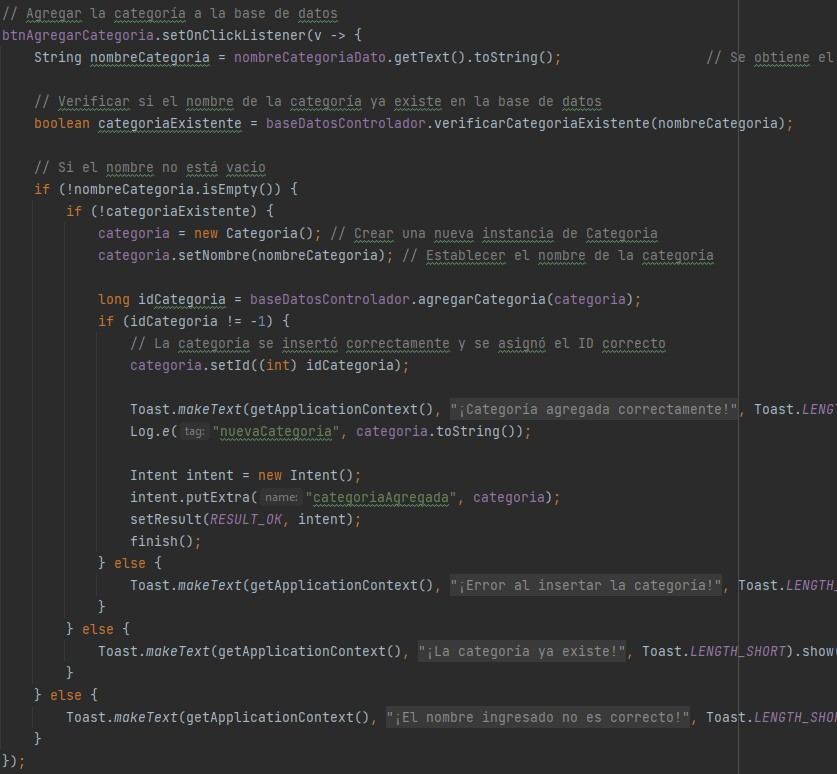 // Agregar la categoría a la base de datos
btnAgregarCategoria.setOnClickListener(v -> {
    String nombreCategoria = nombreCategoriaDato.getText().toString();                  // Se obtiene el

    // Verificar si el nombre de la categoría ya existe en la base de datos
    boolean categoriaExistente = baseDatosControlador.verificarCategoriaExistente(nombreCategoria);

    // Si el nombre no está vacío
    if (!nombreCategoria.isEmpty()) {
        if (!categoriaExistente) {
            categoria = new Categoria(); // Crear una nueva instancia de Categoria
            categoria.setNombre(nombreCategoria); // Establecer el nombre de la categoría

            long idCategoria = baseDatosControlador.agregarCategoria(categoria);
            if (idCategoria != -1) {
                // La categoría se insertó correctamente y se asignó el ID correcto
                categoria.setId((int) idCategoria);

                Toast.makeText(getApplicationContext(), "¡Categoría agregada correctamente!", Toast.LENG
                Log.e( tag: "nuevaCategoria", categoria.toString());

                Intent intent = new Intent();
                intent.putExtra( name: "categoriaAgregada", categoria);
                setResult(RESULT_OK, intent);
                finish();
            } else {
                Toast.makeText(getApplicationContext(), "¡Error al insertar la categoría!", Toast.LENGTH_
            }
        } else {
            Toast.makeText(getApplicationContext(), "¡La categoría ya existe!", Toast.LENGTH_SHORT).show
        }
    } else {
        Toast.makeText(getApplicationContext(), "¡El nombre ingresado no es correcto!", Toast.LENGTH_SHO
    }
});